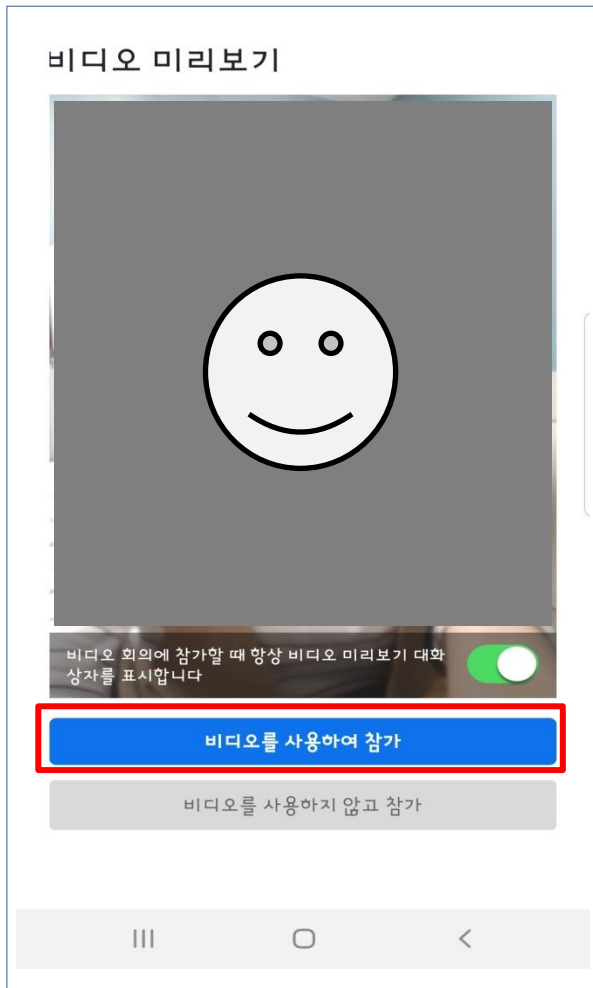 비디오 미리보기
비디오 회의에 참가할 때 항상 비디오 미리보기 대화
상자를 표시합니다
비디오를 사용하여 참가
비디오를 사용하지 않고 참가